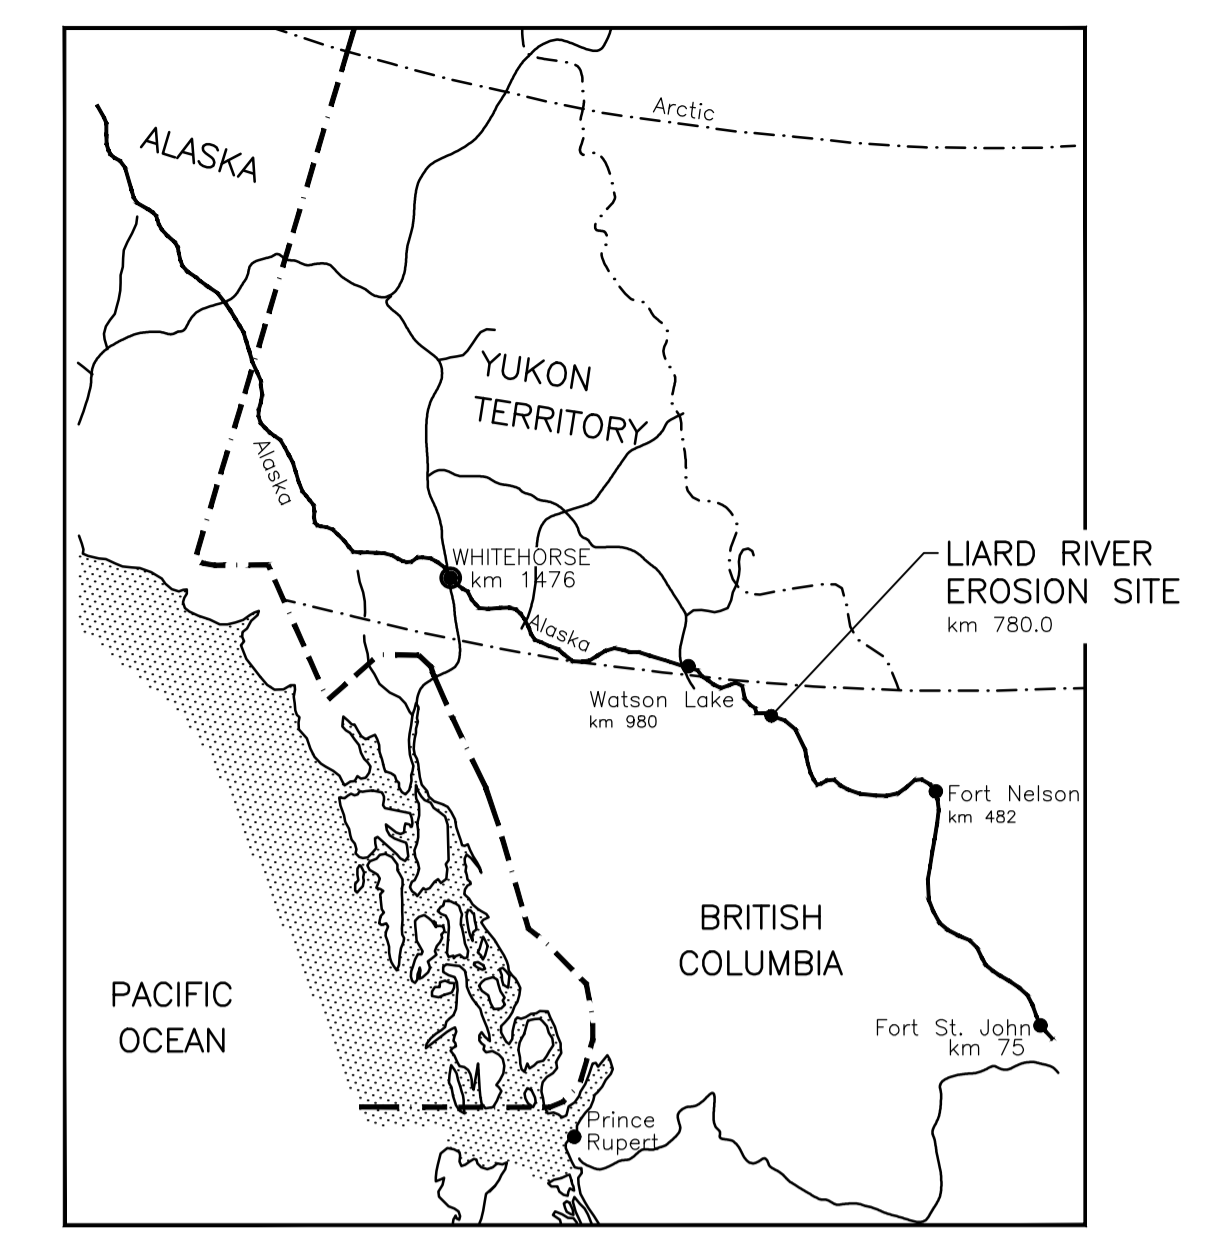 Arctic
ALASKA
YUKON
TERRITORY
Alaska
WHITEHORSE
km 1476
LIARD RIVER
EROSION SITE
km 780.0
Alaska
Watson Lake
km 980
Fort Nelson
km 482
BRITISH
COLUMBIA
PACIFIC
OCEAN
Fort St. John
km 75
Prince
Rupert